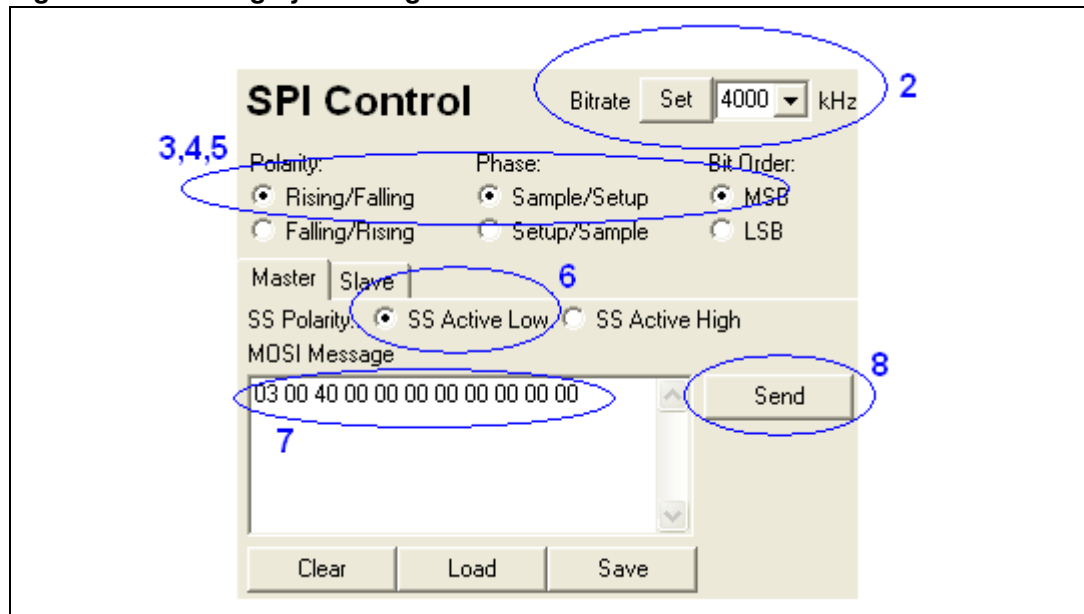 SPI Control
Bitrate Set 4000 kHz
2
3,4,5
Polarity: Phase: Bit Order:
Rising/Falling Sample/Setup MSB
Falling/Rising Setup/Sample LSB
Master Slave
6
SS Polarity: SS Active Low SS Active High
MOSI Message
8
03 00 40 00 00 00 00 00 00 00 00
Send
7
Clear Load Save